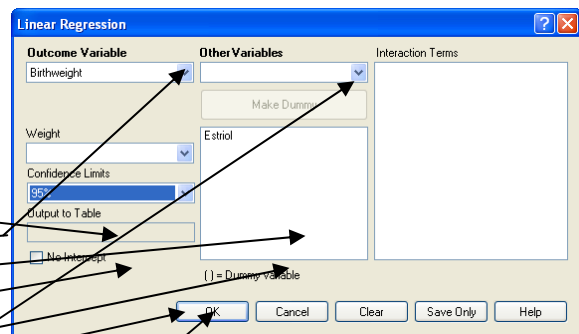 Linear Regression
Outcome Variable
Birthweight
Weight
Confidence Limits
95%
Output to Table
No Intercept
Other Variables
Make Dummy
Estriol
( ) = Dummy variable
Interaction Terms
OK
Cancel
Clear
Save Only
Help